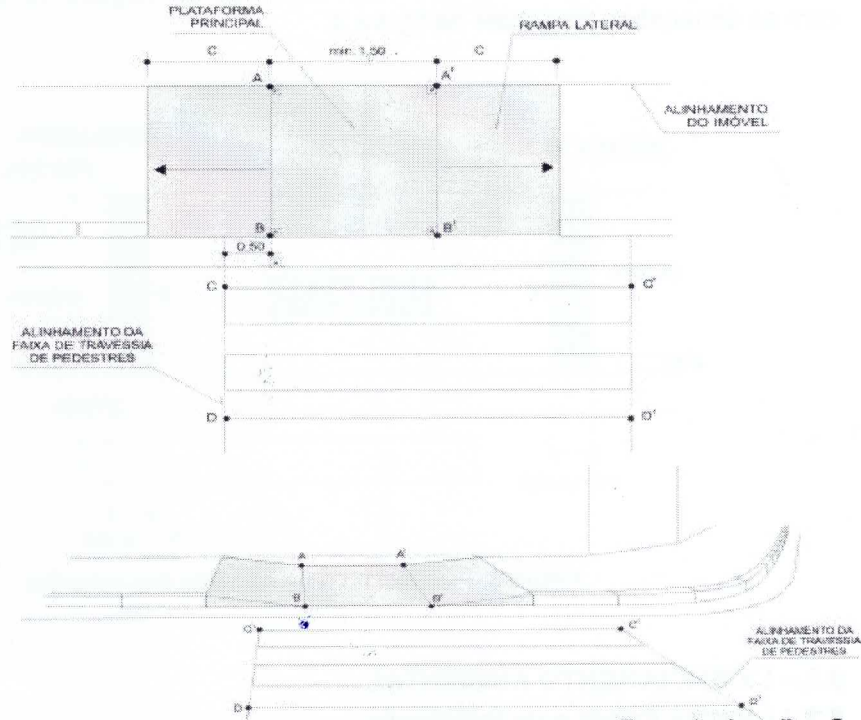 PLATAFORMA
PRINCIPAL
RAMPA LATERAL
C
min. 1,50
C
A
A'
ALINHAMENTO
DO IMÓVEL
B
B'
0,50
C
C'
ALINHAMENTO DA
FAIXA DE TRAVESSIA
DE PEDESTRES
D
D'
A
A'
B
B'
C
C'
ALINHAMENTO DA
FAIXA DE TRAVESSIA
DE PEDESTRES
D
D'